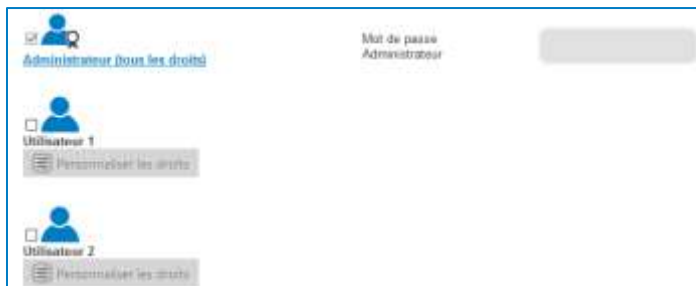 Mot de passe
Administrateur
Administrateur (tous les droits)
Utilisateur 1
Personnaliser les droits
Utilisateur 2
Personnaliser les droits